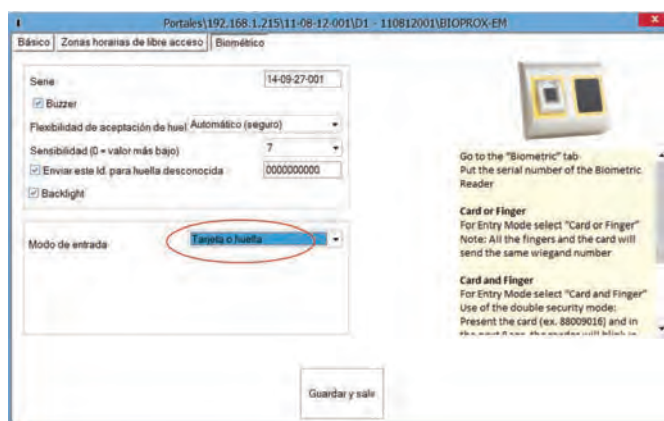 Portales\192.168.1.215\11-08-12-001\D1 - 110812001\BIOPROX-EM
Básico
Zonas horarias de libre acceso
Biométrico
Serie
14-09-27-001
Buzzer
Flexibilidad de aceptación de huel
Automático (seguro)
Sensibilidad (0 = valor más bajo)
7
Enviar este Id. para huella desconocida
0000000000
Backlight
Modo de entrada
Tarjeta o huella
Guardar y salir
Go to the "Biometric" tab
Put the serial number of the Biometric
Reader
Card or Finger
For Entry Mode select "Card or Finger"
Note: All the fingers and the card will
send the same wiegand number
Card and Finger
For Entry Mode select "Card and Finger"
Use of the double security mode:
Present the card (ex. 88009016) and in